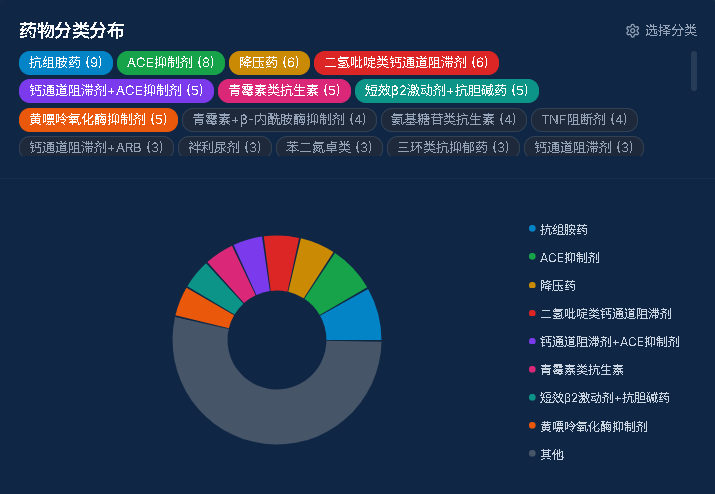 药物分类分布
选择分类
抗组胺药 (9) ACE抑制剂 (8) 降压药 (6) 二氢吡啶类钙通道阻滞剂 (6)
钙通道阻滞剂+ACE抑制剂 (5) 青霉素类抗生素 (5) 短效β2激动剂+抗胆碱药 (5)
黄嘌呤氧化酶抑制剂 (5) 青霉素+β-内酰胺酶抑制剂 (4) 氨基糖苷类抗生素 (4) TNF阻断剂 (4)
钙通道阻滞剂+ARB (3) 袢利尿剂 (3) 苯二氮卓类 (3) 三环类抗抑郁药 (3) 钙通道阻滞剂 (3)
抗组胺药
ACE抑制剂
降压药
二氢吡啶类钙通道阻滞剂
钙通道阻滞剂+ACE抑制剂
青霉素类抗生素
短效β2激动剂+抗胆碱药
黄嘌呤氧化酶抑制剂
其他